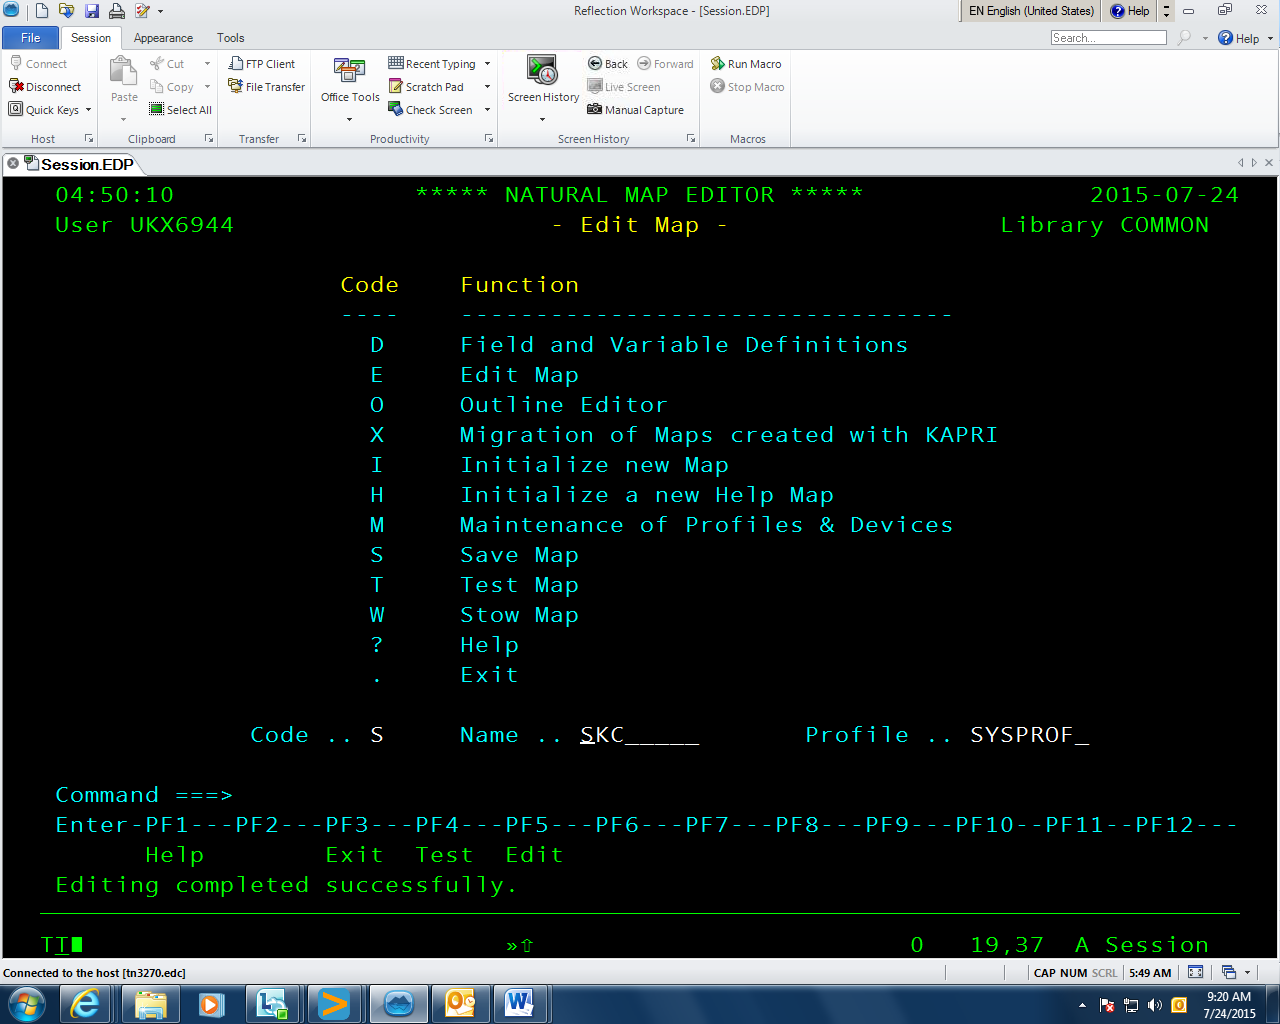 Reflection Workspace - [Session.EDP]
EN English (United States) Help
File Session Appearance Tools
Search... Help
Connect Cut FTP Client Recent Typing Back Forward Run Macro
Disconnect Copy File Transfer Scratch Pad Live Screen Stop Macro
Quick Keys Paste Select All Office Tools Check Screen Screen History Manual Capture
Host Clipboard Transfer Productivity Screen History Macros
Session.EDP
04:50:10 ***** NATURAL MAP EDITOR ***** 2015-07-24
User UKX6944 - Edit Map - Library COMMON
Code Function
---- ---------------------------------
D Field and Variable Definitions
E Edit Map
O Outline Editor
X Migration of Maps created with KAPRI
I Initialize new Map
H Initialize a new Help Map
M Maintenance of Profiles & Devices
S Save Map
T Test Map
W Stow Map
? Help
. Exit
Code .. S Name .. SKC_____ Profile .. SYSPROF_
Command ===>
Enter-PF1---PF2---PF3---PF4---PF5---PF6---PF7---PF8---PF9---PF10--PF11--PF12---
Help Exit Test Edit
Editing completed successfully.
TT »⇧ 0 19,37 A Session
Connected to the host [tn3270.edc] CAP NUM SCRL 5:49 AM
9:20 AM
7/24/2015